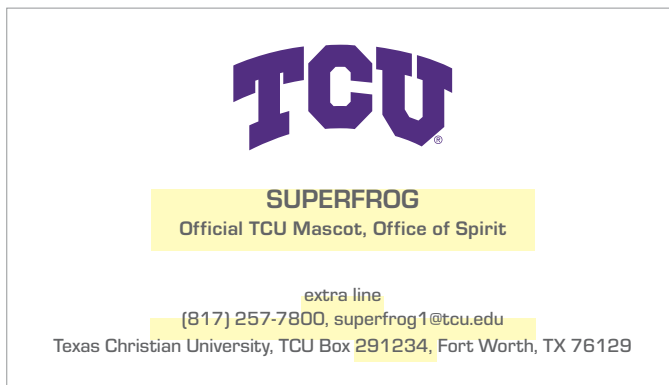 TCU®
SUPERFROG
Official TCU Mascot, Office of Spirit
extra line
(817) 257-7800, superfrog1@tcu.edu
Texas Christian University, TCU Box 291234, Fort Worth, TX 76129